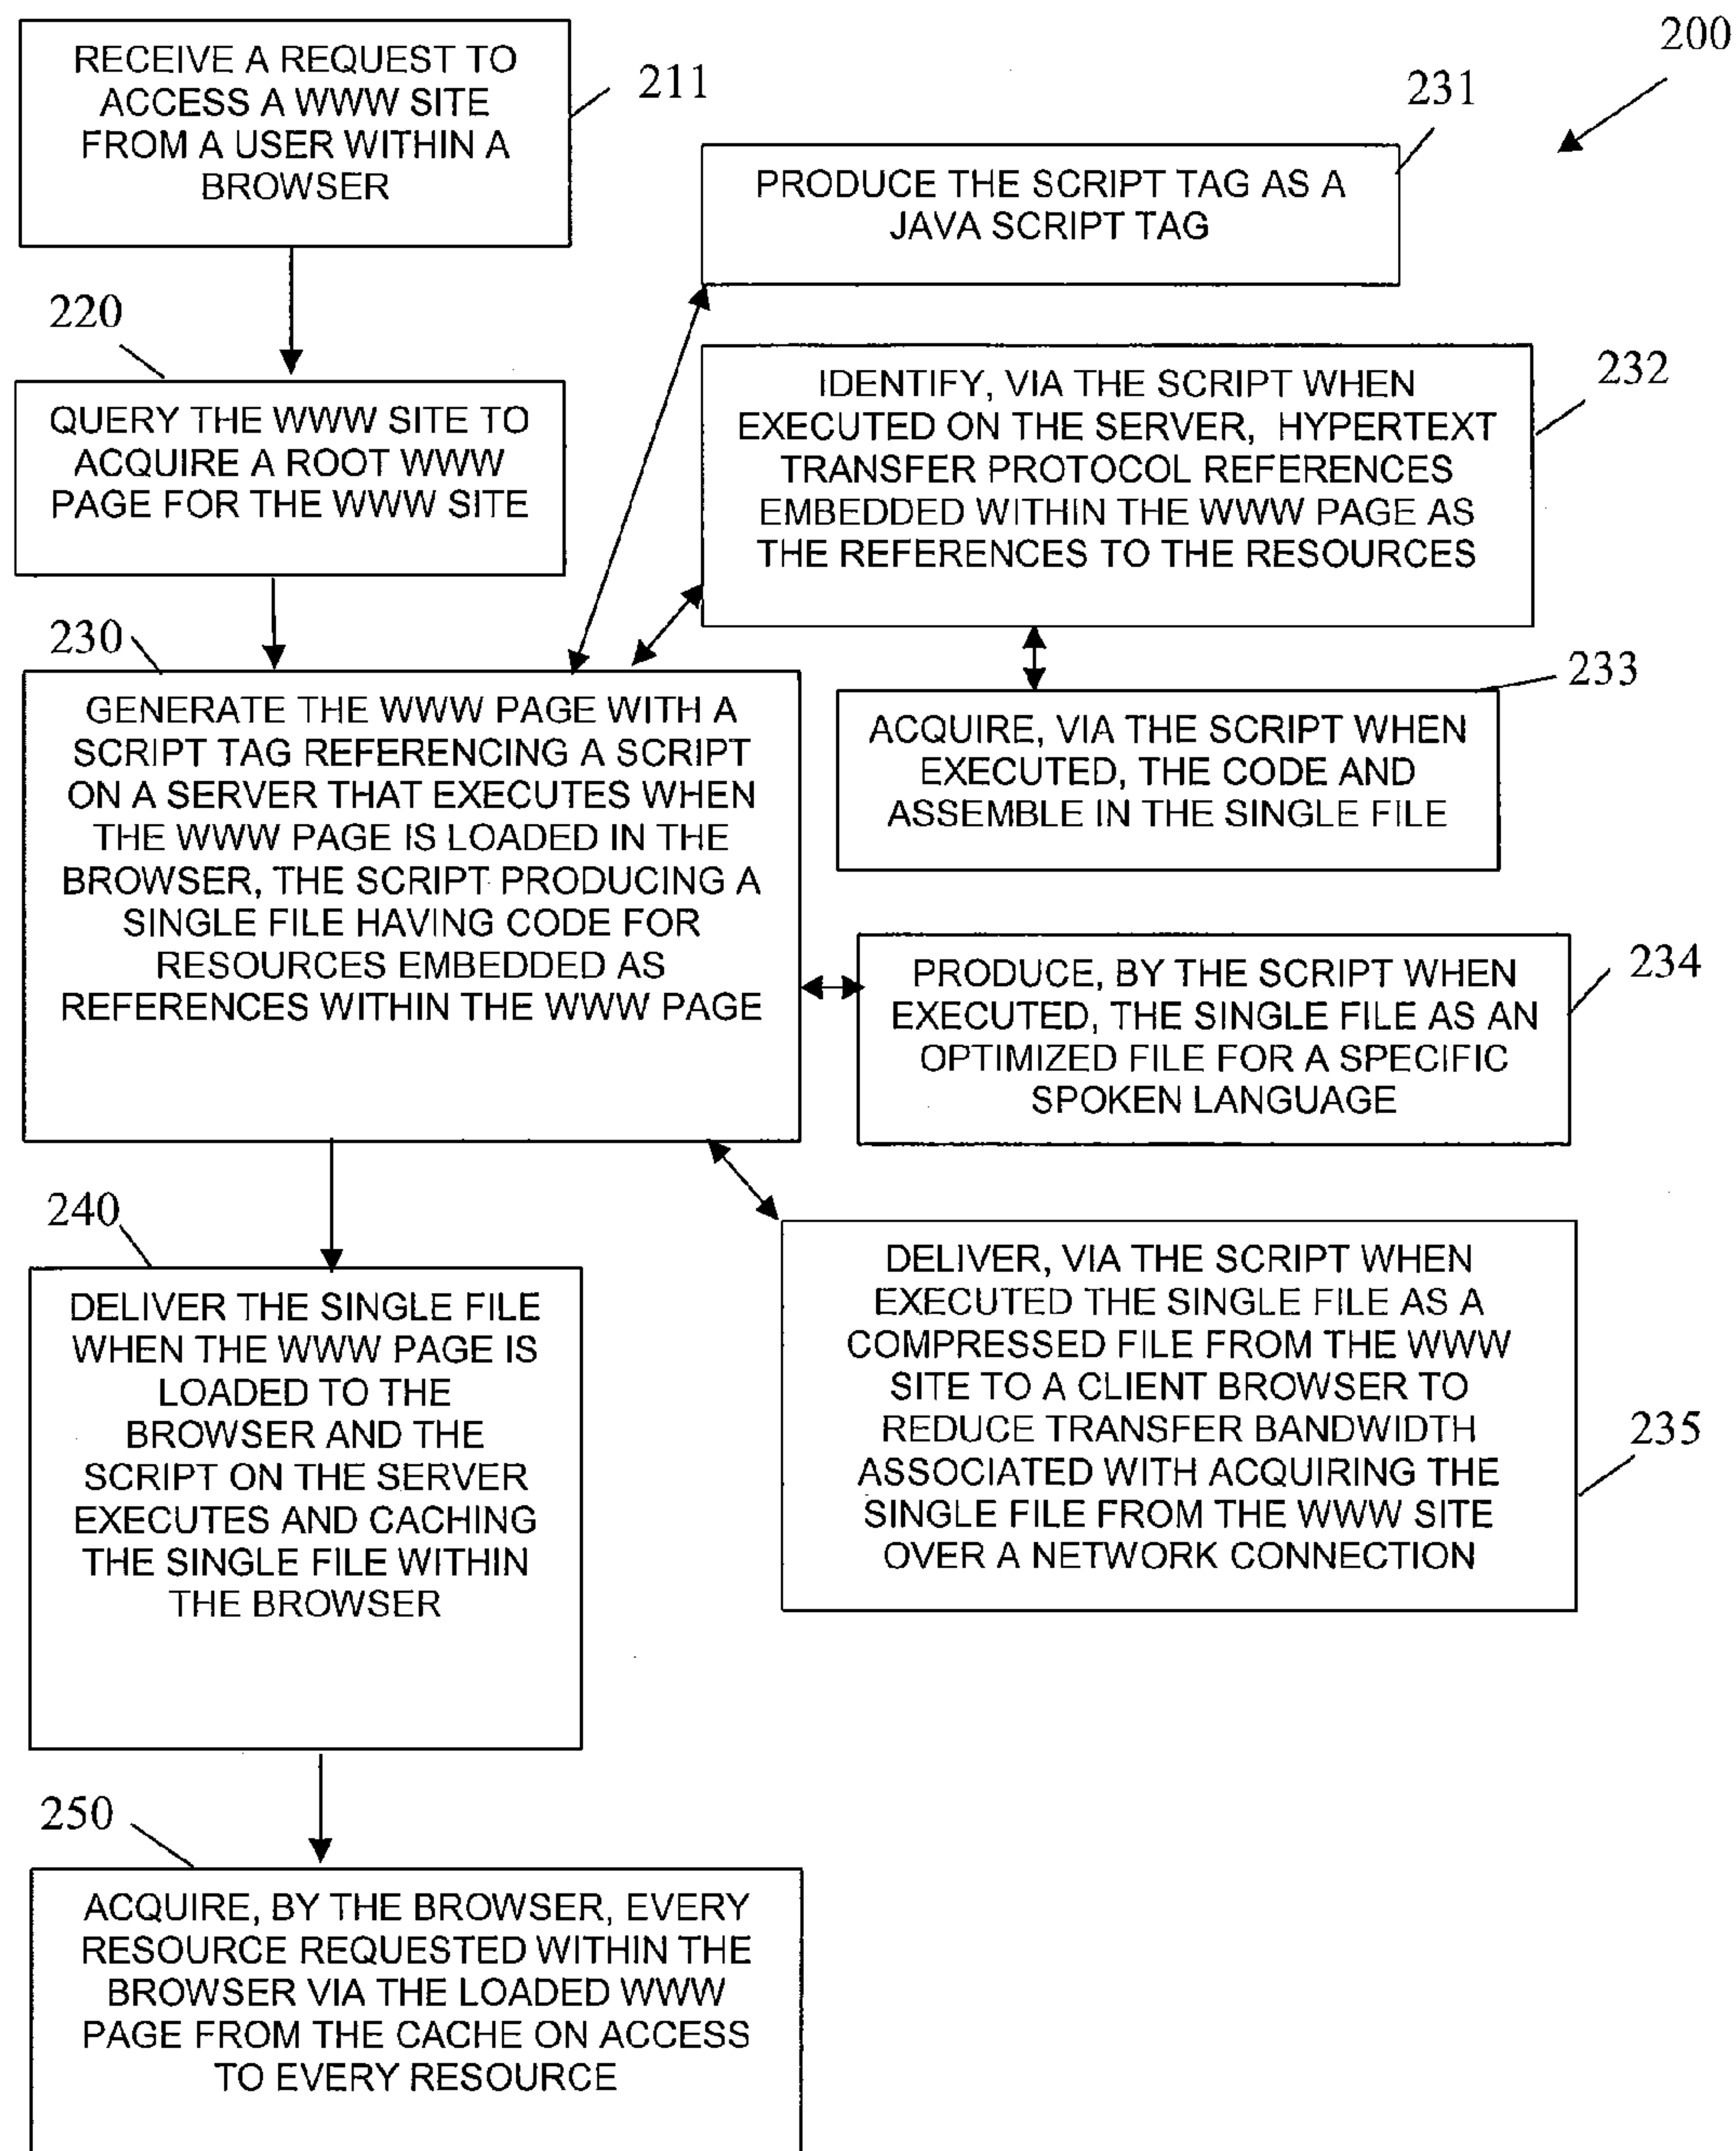 200
RECEIVE A REQUEST TO
ACCESS A WWW SITE
FROM A USER WITHIN A
BROWSER
211
231
PRODUCE THE SCRIPT TAG AS A
JAVA SCRIPT TAG
220
QUERY THE WWW SITE TO
ACQUIRE A ROOT WWW
PAGE FOR THE WWW SITE
232
IDENTIFY, VIA THE SCRIPT WHEN
EXECUTED ON THE SERVER, HYPERTEXT
TRANSFER PROTOCOL REFERENCES
EMBEDDED WITHIN THE WWW PAGE AS
THE REFERENCES TO THE RESOURCES
230
GENERATE THE WWW PAGE WITH A
SCRIPT TAG REFERENCING A SCRIPT
ON A SERVER THAT EXECUTES WHEN
THE WWW PAGE IS LOADED IN THE
BROWSER, THE SCRIPT PRODUCING A
SINGLE FILE HAVING CODE FOR
RESOURCES EMBEDDED AS
REFERENCES WITHIN THE WWW PAGE
233
ACQUIRE, VIA THE SCRIPT WHEN
EXECUTED, THE CODE AND
ASSEMBLE IN THE SINGLE FILE
234
PRODUCE, BY THE SCRIPT WHEN
EXECUTED, THE SINGLE FILE AS AN
OPTIMIZED FILE FOR A SPECIFIC
SPOKEN LANGUAGE
240
DELIVER THE SINGLE FILE
WHEN THE WWW PAGE IS
LOADED TO THE
BROWSER AND THE
SCRIPT ON THE SERVER
EXECUTES AND CACHING
THE SINGLE FILE WITHIN
THE BROWSER
DELIVER, VIA THE SCRIPT WHEN
EXECUTED THE SINGLE FILE AS A
COMPRESSED FILE FROM THE WWW
SITE TO A CLIENT BROWSER TO
REDUCE TRANSFER BANDWIDTH
ASSOCIATED WITH ACQUIRING THE
SINGLE FILE FROM THE WWW SITE
OVER A NETWORK CONNECTION
235
250
ACQUIRE, BY THE BROWSER, EVERY
RESOURCE REQUESTED WITHIN THE
BROWSER VIA THE LOADED WWW
PAGE FROM THE CACHE ON ACCESS
TO EVERY RESOURCE